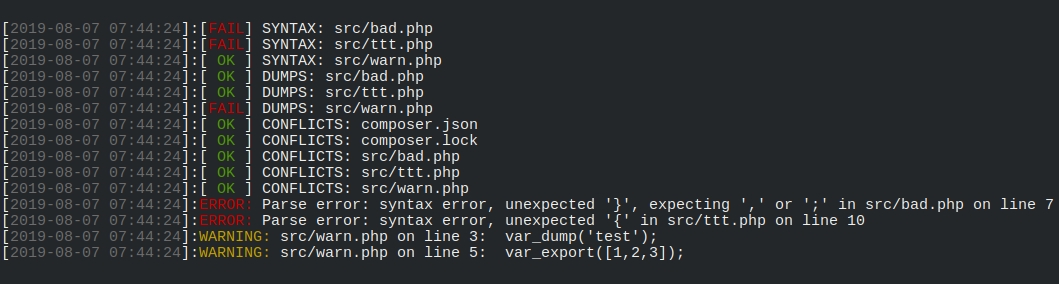 [2019-08-07 07:44:24]:[FAIL] SYNTAX: src/bad.php
[2019-08-07 07:44:24]:[FAIL] SYNTAX: src/ttt.php
[2019-08-07 07:44:24]:[ OK ] SYNTAX: src/warn.php
[2019-08-07 07:44:24]:[ OK ] DUMPS: src/bad.php
[2019-08-07 07:44:24]:[ OK ] DUMPS: src/ttt.php
[2019-08-07 07:44:24]:[FAIL] DUMPS: src/warn.php
[2019-08-07 07:44:24]:[ OK ] CONFLICTS: composer.json
[2019-08-07 07:44:24]:[ OK ] CONFLICTS: composer.lock
[2019-08-07 07:44:24]:[ OK ] CONFLICTS: src/bad.php
[2019-08-07 07:44:24]:[ OK ] CONFLICTS: src/ttt.php
[2019-08-07 07:44:24]:[ OK ] CONFLICTS: src/warn.php
[2019-08-07 07:44:24]:ERROR: Parse error: syntax error, unexpected '}', expecting ',' or ';' in src/bad.php on line 7
[2019-08-07 07:44:24]:ERROR: Parse error: syntax error, unexpected '{' in src/ttt.php on line 10
[2019-08-07 07:44:24]:WARNING: src/warn.php on line 3:  var_dump('test');
[2019-08-07 07:44:24]:WARNING: src/warn.php on line 5:  var_export([1,2,3]);